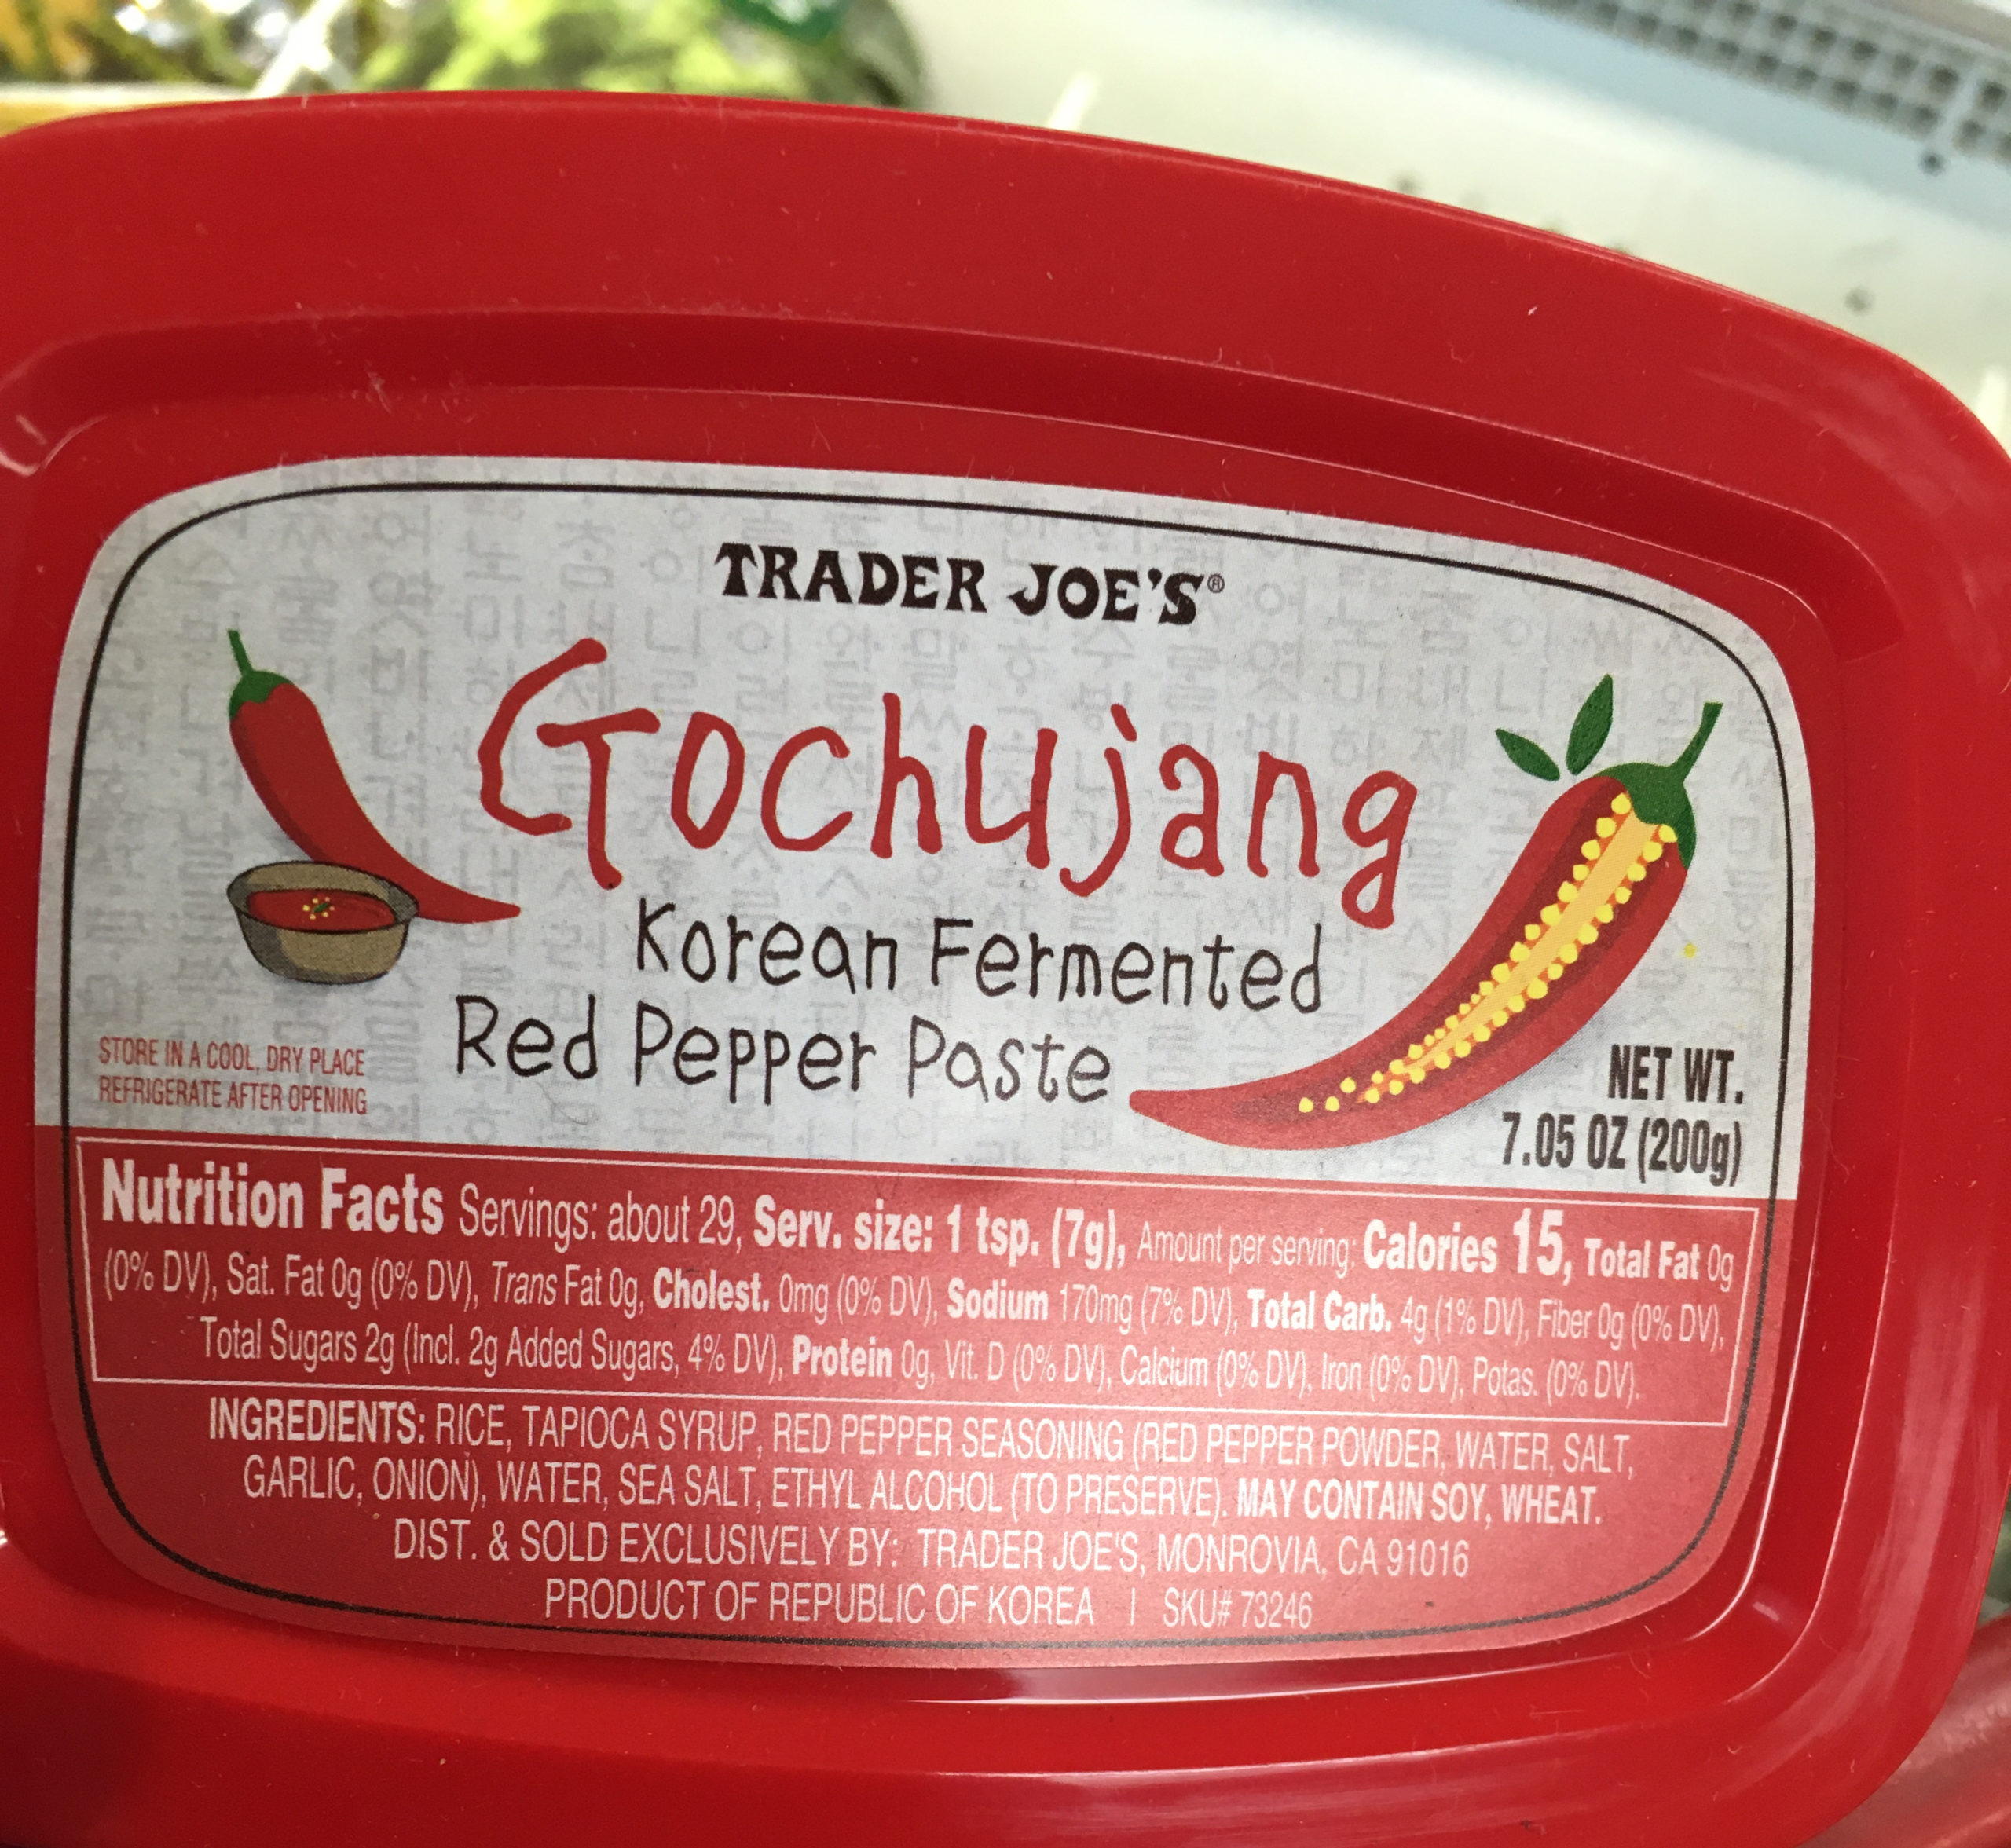 TRADER JOE'S®
Gochujang
Korean Fermented
Red Pepper Paste
STORE IN A COOL, DRY PLACE
REFRIGERATE AFTER OPENING
NET WT.
7.05 OZ (200g)
Nutrition Facts Servings: about 29, Serv. size: 1 tsp. (7g), Amount per serving: Calories 15, Total Fat 0g
(0% DV), Sat. Fat 0g (0% DV), Trans Fat 0g, Cholest. 0mg (0% DV), Sodium 170mg (7% DV), Total Carb. 4g (1% DV), Fiber 0g (0% DV),
Total Sugars 2g (Incl. 2g Added Sugars, 4% DV), Protein 0g, Vit. D (0% DV), Calcium (0% DV), Iron (0% DV), Potas. (0% DV).
INGREDIENTS: RICE, TAPIOCA SYRUP, RED PEPPER SEASONING (RED PEPPER POWDER, WATER, SALT,
GARLIC, ONION), WATER, SEA SALT, ETHYL ALCOHOL (TO PRESERVE). MAY CONTAIN SOY, WHEAT.
DIST. & SOLD EXCLUSIVELY BY: TRADER JOE'S, MONROVIA, CA 91016
PRODUCT OF REPUBLIC OF KOREA | SKU# 73246